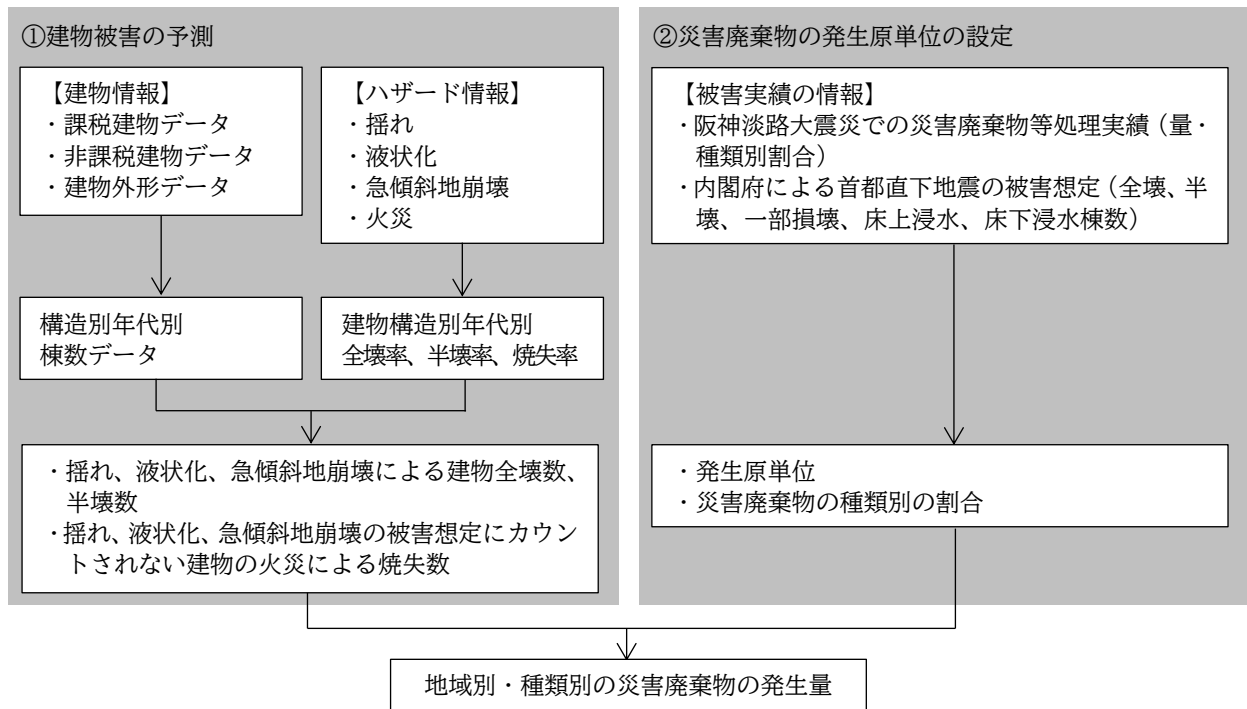 ①建物被害の予測
【建物情報】
・課税建物データ
・非課税建物データ
・建物外形データ
【ハザード情報】
・揺れ
・液状化
・急傾斜地崩壊
・火災
構造別年代別
棟数データ
建物構造別年代別
全壊率、半壊率、焼失率
・揺れ、液状化、急傾斜地崩壊による建物全壊数、
半壊数
・揺れ、液状化、急傾斜地崩壊の被害想定にカウン
トされない建物の火災による焼失数
②災害廃棄物の発生原単位の設定
【被害実績の情報】
・阪神淡路大震災での災害廃棄物等処理実績（量・
種類別割合）
・内閣府による首都直下地震の被害想定（全壊、半
壊、一部損壊、床上浸水、床下浸水棟数）
・発生原単位
・災害廃棄物の種類別の割合
地域別・種類別の災害廃棄物の発生量